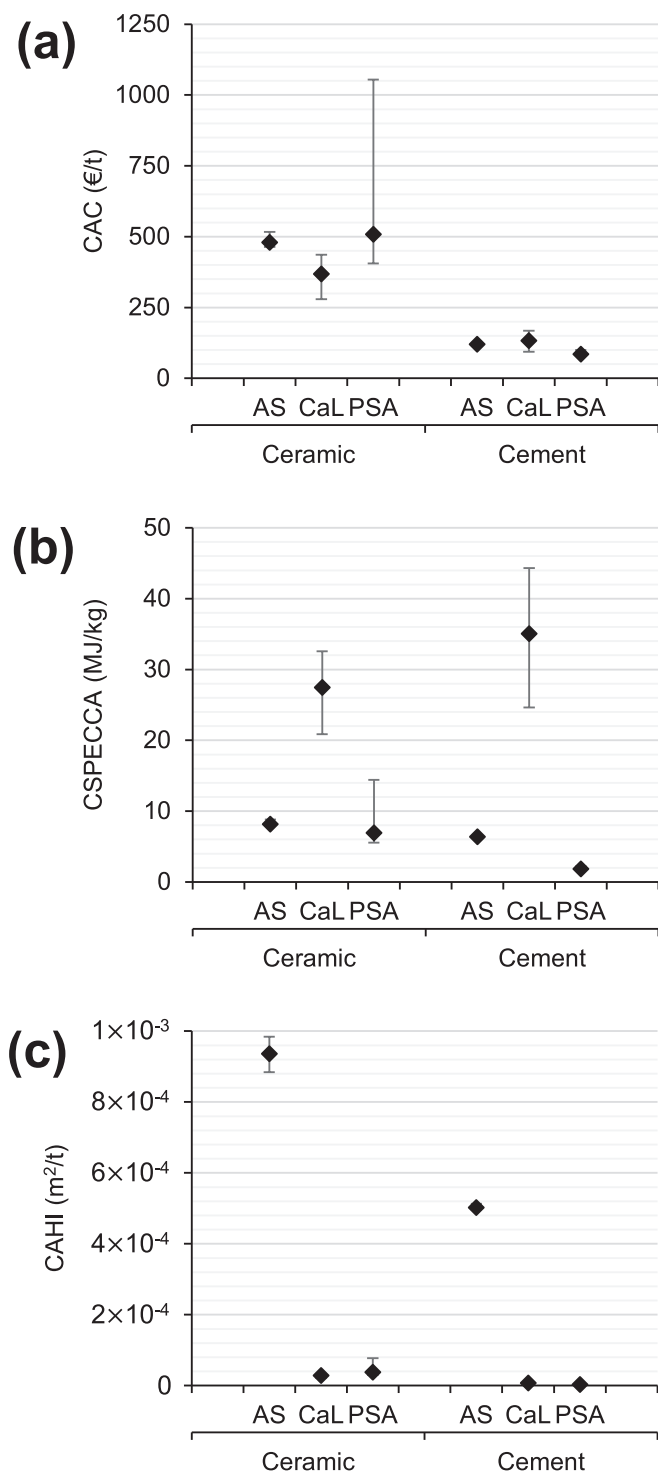 (a)
CAC (€/t)
1250
1000
750
500
250
0
AS CaL PSA AS CaL PSA
Ceramic Cement
(b)
CSPECCA (MJ/kg)
50
40
30
20
10
0
AS CaL PSA AS CaL PSA
Ceramic Cement
(c)
CAHI (m²/t)
1×10⁻³
8×10⁻⁴
6×10⁻⁴
4×10⁻⁴
2×10⁻⁴
0
AS CaL PSA AS CaL PSA
Ceramic Cement